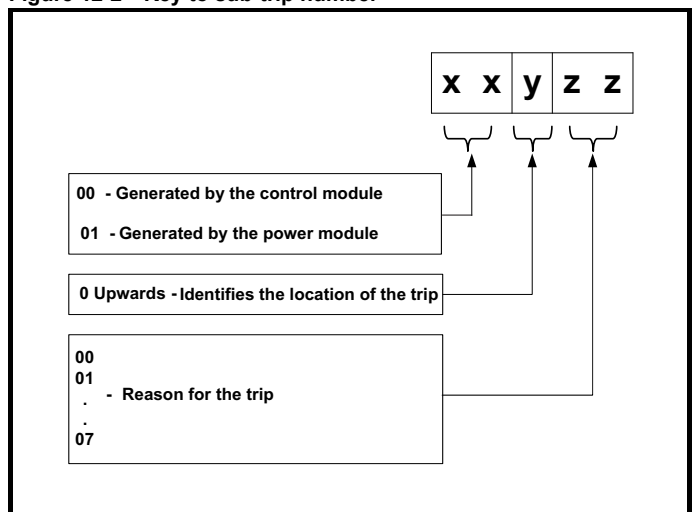 Figure 12-2 Key to sub-trip number
x x y z z
00 - Generated by the control module
01 - Generated by the power module
0 Upwards - Identifies the location of the trip
00
01
. - Reason for the trip
.
07